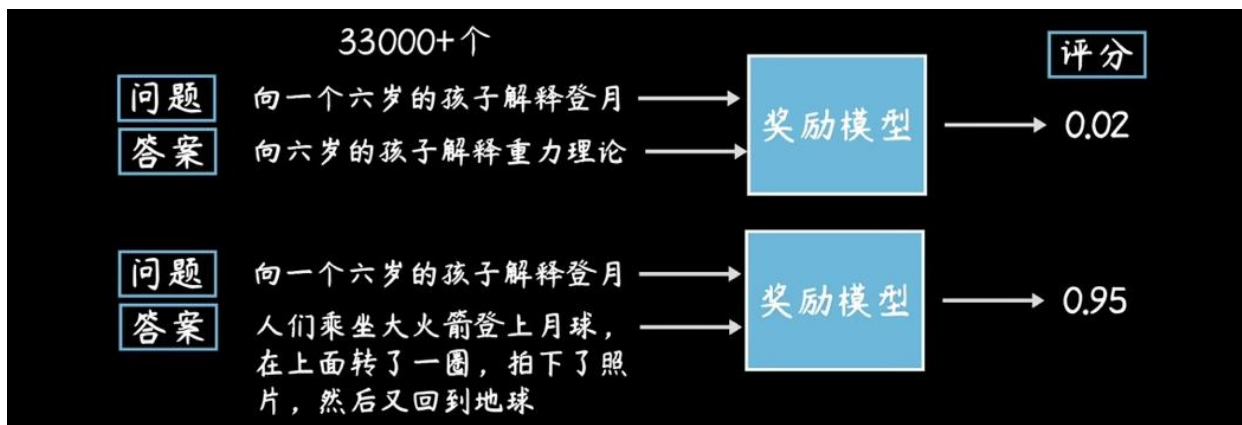 33000+个
评分
问题 向一个六岁的孩子解释登月
奖励模型
0.02
答案 向六岁的孩子解释重力理论
问题 向一个六岁的孩子解释登月
奖励模型
0.95
答案 人们乘坐大火箭登上月球，
在上面转了一圈，拍下了照
片，然后又回到地球